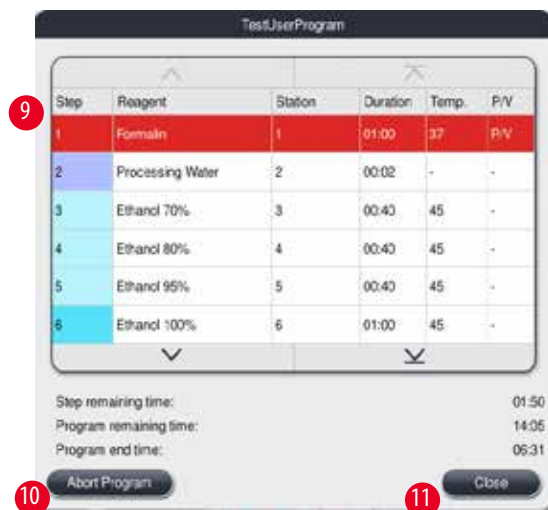 TestUserProgram
Step Reagent Station Duration Temp. P/V
9
1 Formalin 1 01:00 37 P/V
2 Processing Water 2 00:02 - -
3 Ethanol 70% 3 00:40 45 -
4 Ethanol 80% 4 00:40 45 -
5 Ethanol 95% 5 00:40 45 -
6 Ethanol 100% 6 01:00 45 -
Step remaining time: 01:50
Program remaining time: 14:05
Program end time: 06:31
Abort Program Close
10 11